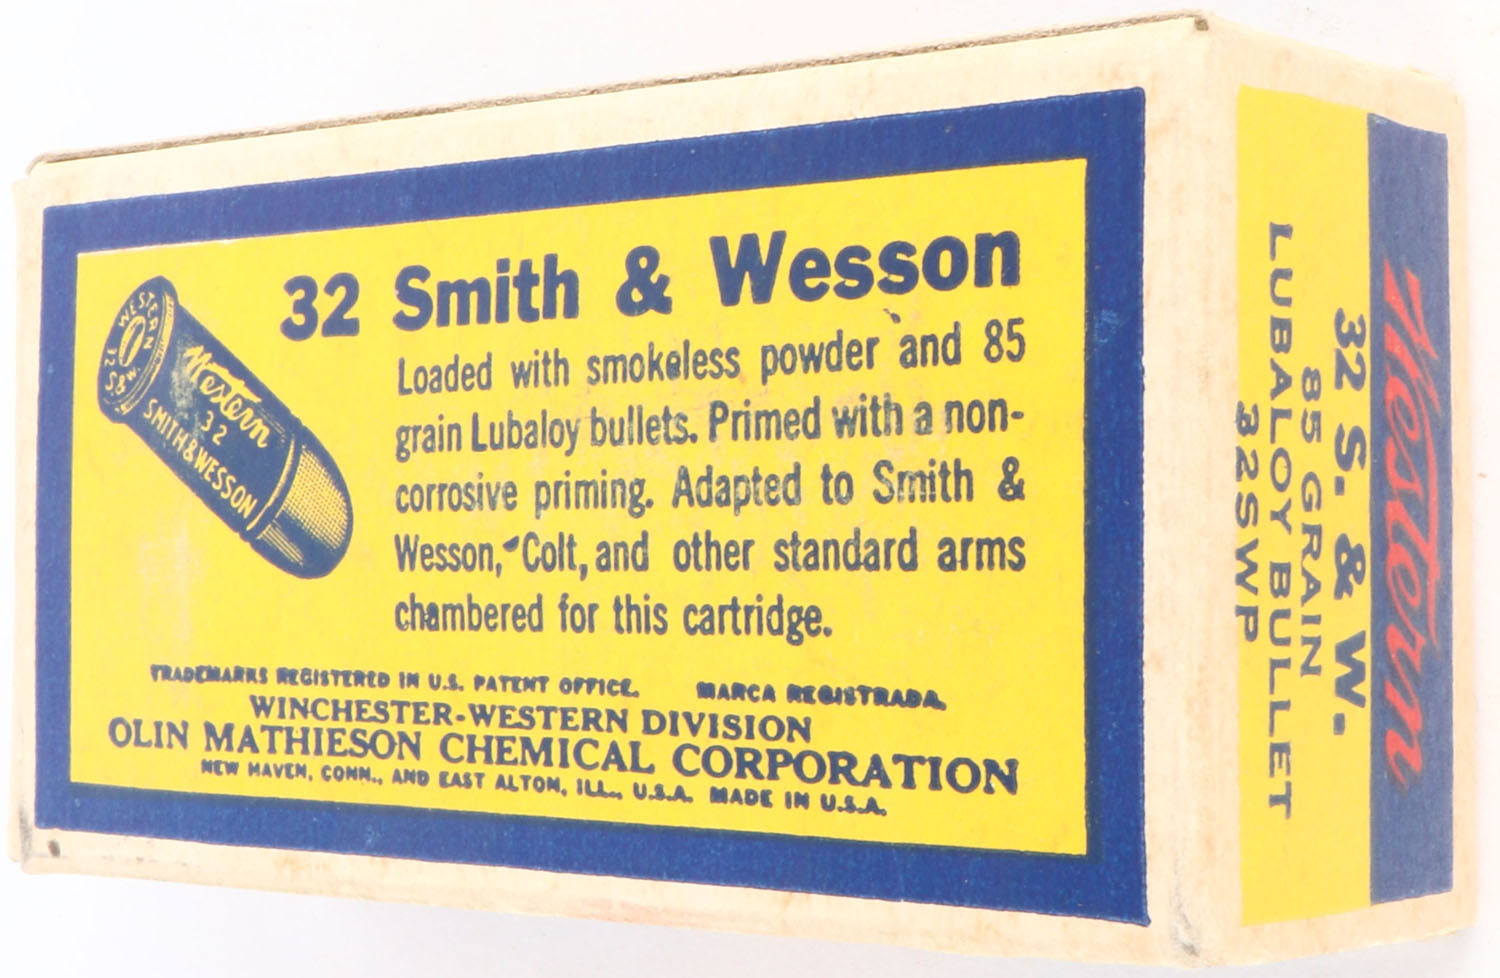 32 Smith & Wesson
Loaded with smokeless powder and 85
grain Lubaloy bullets. Primed with a non-
corrosive priming. Adapted to Smith &
Wesson, Colt, and other standard arms
chambered for this cartridge.
WESTERN
32
S&W.
Western
32
SMITH & WESSON
TRADEMARKS REGISTERED IN U.S. PATENT OFFICE. MARCA REGISTRADA.
WINCHESTER-WESTERN DIVISION
OLIN MATHIESON CHEMICAL CORPORATION
NEW HAVEN, CONN., AND EAST ALTON, ILL., U.S.A. MADE IN U.S.A.
Western
32 S. & W.
85 GRAIN
LUBALOY BULLET
32SWP